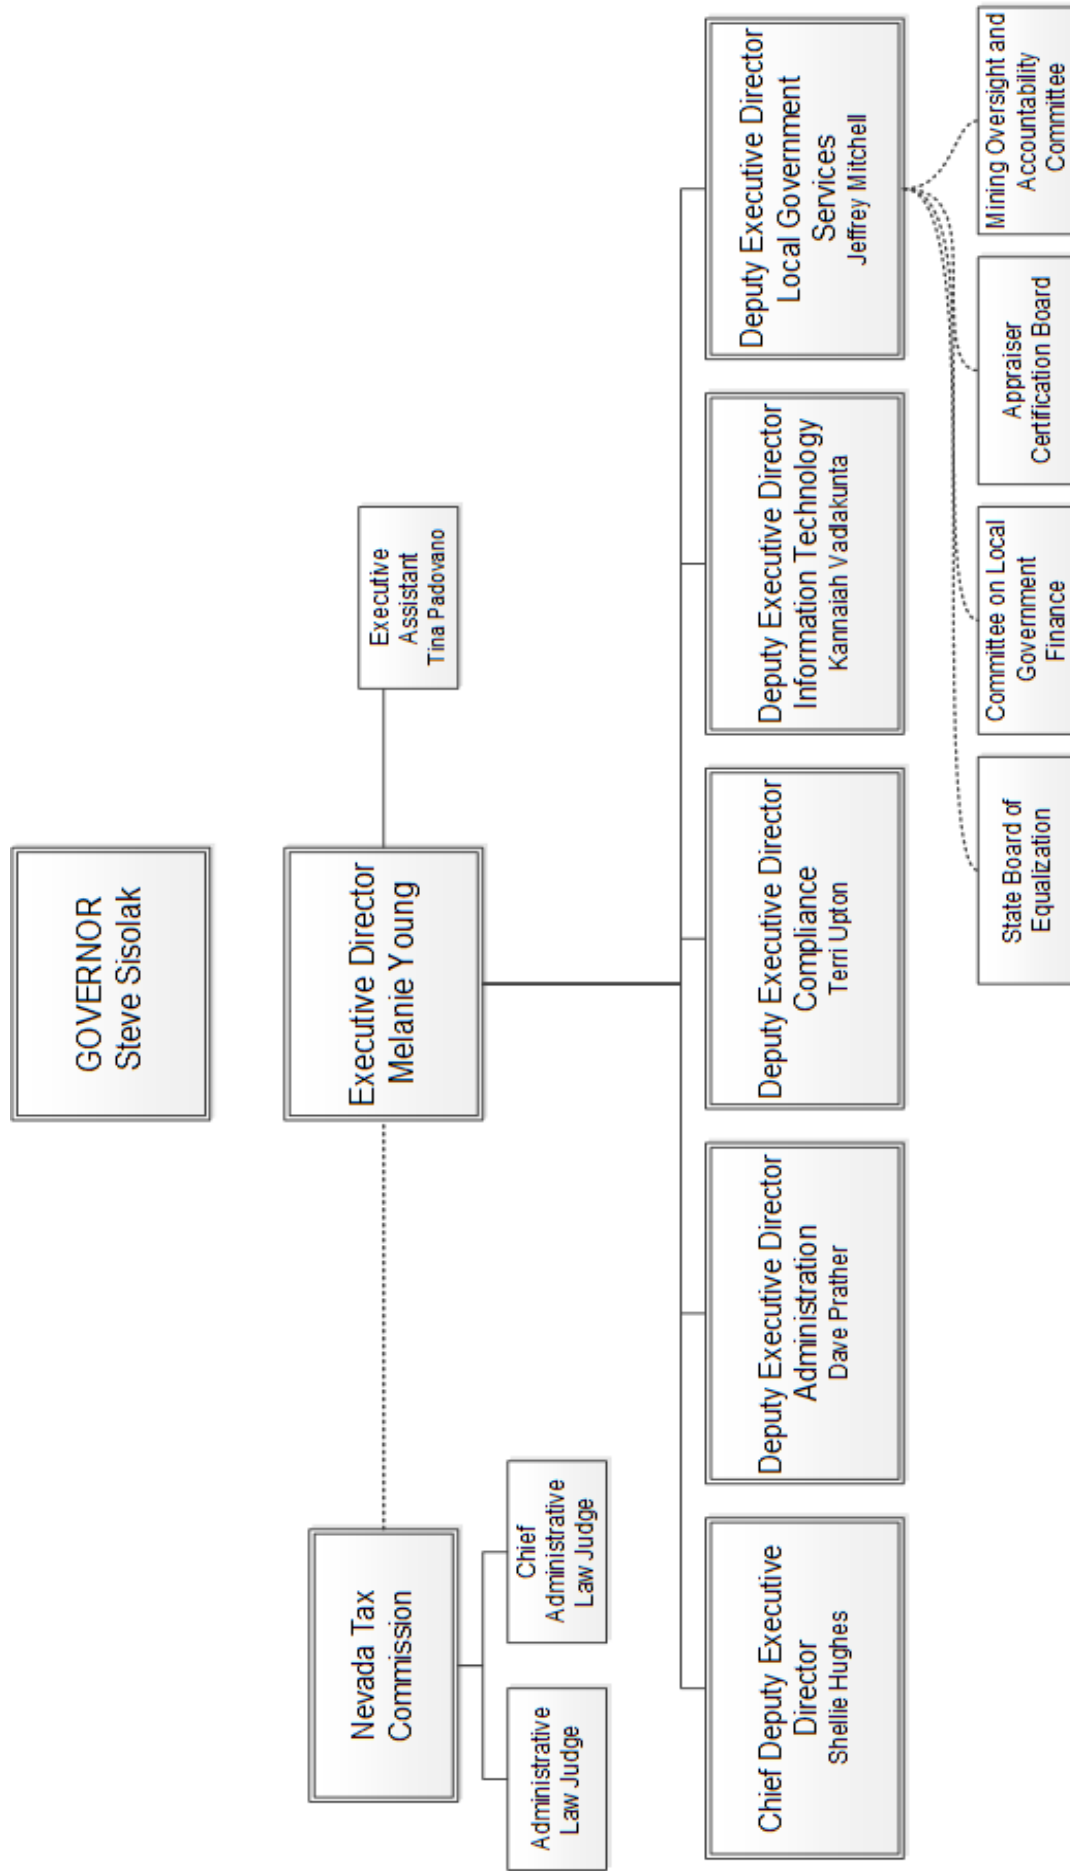 GOVERNOR
Steve Sisolak
Nevada Tax
Commission
Executive Director
Melanie Young
Executive
Assistant
Tina Padovano
Administrative
Law Judge
Chief
Administrative
Law Judge
Chief Deputy Executive
Director
Shellie Hughes
Deputy Executive Director
Administration
Dave Prather
Deputy Executive Director
Compliance
Terri Upton
Deputy Executive Director
Information Technology
Kannaiah Vadlakunta
Deputy Executive Director
Local Government
Services
Jeffrey Mitchell
State Board of
Equalization
Committee on Local
Government
Finance
Appraiser
Certification Board
Mining Oversight and
Accountability
Committee